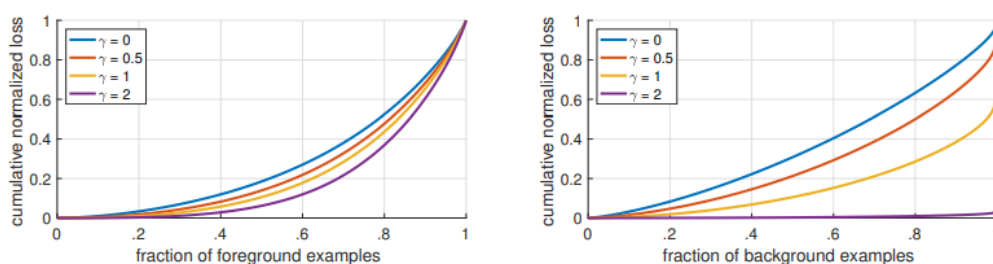 cumulative normalized loss
1
0.8
0.6
0.4
0.2
0
γ = 0
γ = 0.5
γ = 1
γ = 2
0 .2 .4 .6 .8 1
fraction of foreground examples
cumulative normalized loss
1
0.8
0.6
0.4
0.2
0
γ = 0
γ = 0.5
γ = 1
γ = 2
0 .2 .4 .6 .8
fraction of background examples